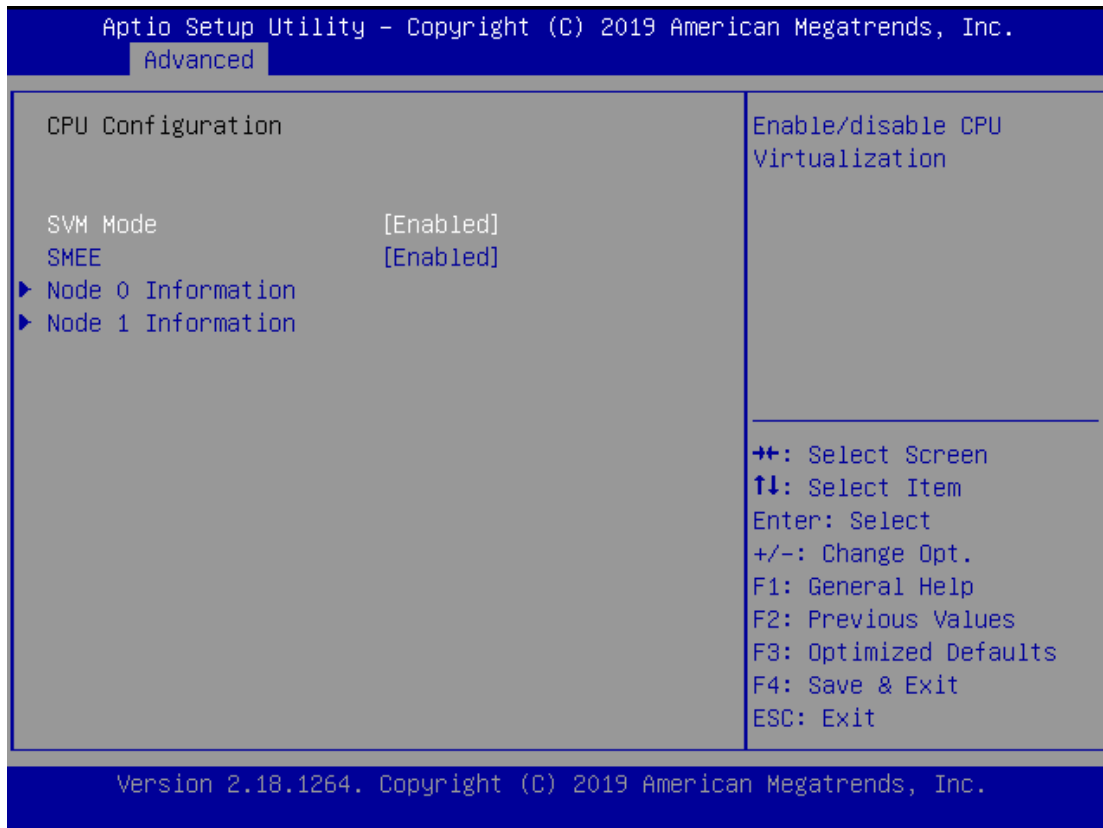 Aptio Setup Utility – Copyright (C) 2019 American Megatrends, Inc.
Advanced
CPU Configuration
SVM Mode [Enabled]
SMEE [Enabled]
▶ Node 0 Information
▶ Node 1 Information
Enable/disable CPU
Virtualization
→←: Select Screen
↑↓: Select Item
Enter: Select
+/-: Change Opt.
F1: General Help
F2: Previous Values
F3: Optimized Defaults
F4: Save & Exit
ESC: Exit
Version 2.18.1264. Copyright (C) 2019 American Megatrends, Inc.